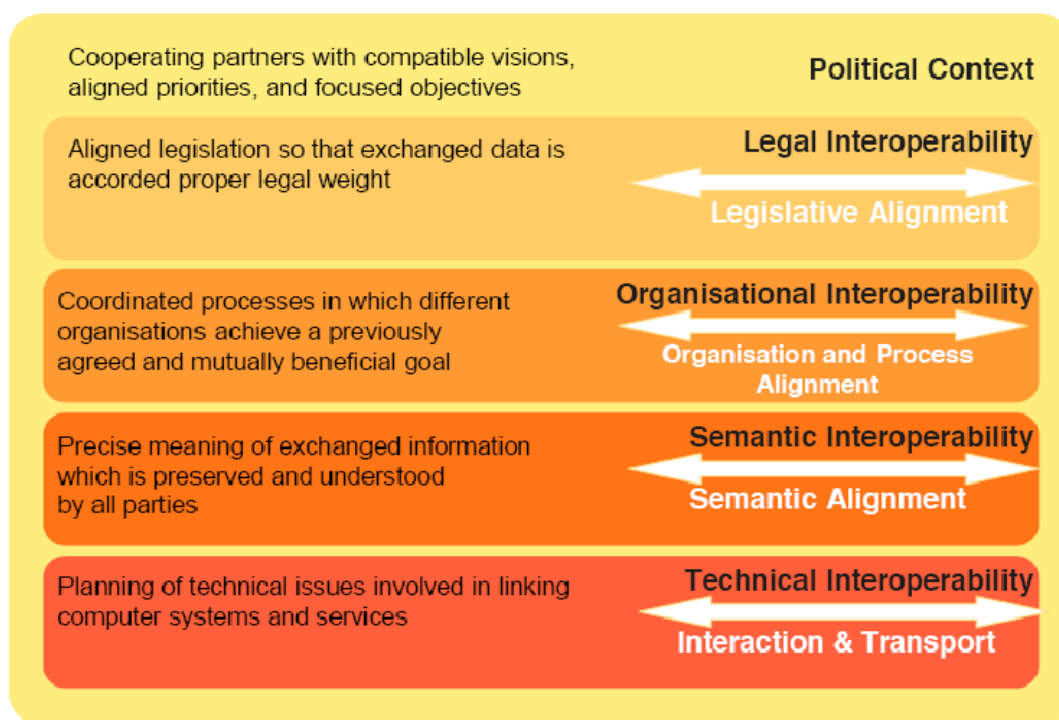 Cooperating partners with compatible visions,
aligned priorities, and focused objectives
Political Context
Aligned legislation so that exchanged data is
accorded proper legal weight
Legal Interoperability
Legislative Alignment
Coordinated processes in which different
organisations achieve a previously
agreed and mutually beneficial goal
Organisational Interoperability
Organisation and Process
Alignment
Precise meaning of exchanged information
which is preserved and understood
by all parties
Semantic Interoperability
Semantic Alignment
Planning of technical issues involved in linking
computer systems and services
Technical Interoperability
Interaction & Transport